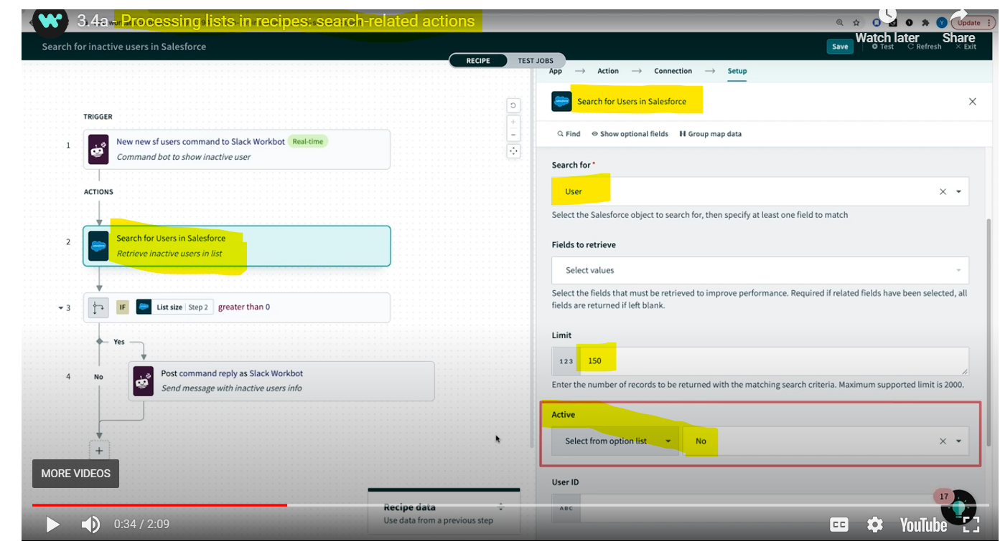 3.4a - Processing lists in recipes: search-related actions
Update
Watch later
Share
Search for inactive users in Salesforce
Save
Test
Refresh
Exit
RECIPE
TEST JOBS
App → Action → Connection → Setup
Search for Users in Salesforce
Find
Show optional fields
Group map data
TRIGGER
1
New new sf users command to Slack Workbot
Real-time
Command bot to show inactive user
ACTIONS
2
Search for Users in Salesforce
Retrieve inactive users in list
3
IF
List size | Step 2
greater than 0
Yes
4
No
Post command reply as Slack Workbot
Send message with inactive users info
Search for*
User
Select the Salesforce object to search for, then specify at least one field to match
Fields to retrieve
Select values
Select the fields that must be retrieved to improve performance. Required if related fields have been selected, all
fields are returned if left blank.
Limit
123
150
Enter the number of records to be returned with the matching search criteria. Maximum supported limit is 2000.
Active
Select from option list
No
User ID
ABC
17
MORE VIDEOS
Recipe data
Use data from a previous step
0:34 / 2:09
CC
YouTube